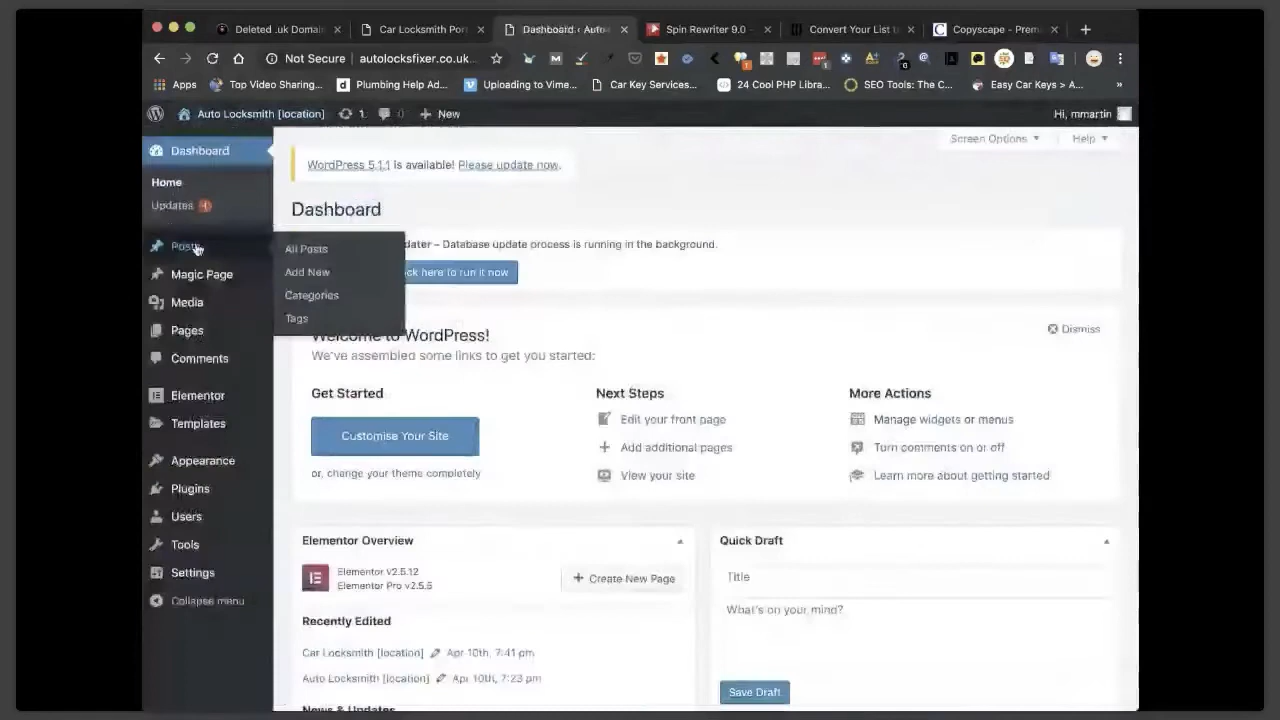 Deleted .uk Domain
Car Locksmith Port
Dashboard ‹ Auto
Spin Rewriter 9.0 -
Convert Your List
Copyscape - Prem
Not Secure
autolocksfixer.co.uk...
Apps
Top Video Sharing...
Plumbing Help Ad...
Uploading to Vime...
Car Key Services...
24 Cool PHP Libra...
SEO Tools: The C...
Easy Car Keys > A...
»
Auto Locksmith [location]
1
0
New
Hi, mmartin
Dashboard
Home
Updates
Posts
Magic Page
Media
Pages
Comments
Elementor
Templates
Appearance
Plugins
Users
Tools
Settings
Collapse menu
All Posts
Add New
Categories
Tags
Screen Options
Help
WordPress 5.1.1 is available! Please update now.
Dashboard
dater – Database update process is running in the background.
ck here to run it now
Welcome to WordPress!
Dismiss
We've assembled some links to get you started:
Get Started
Customise Your Site
or, change your theme completely
Next Steps
Edit your front page
Add additional pages
View your site
More Actions
Manage widgets or menus
Turn comments on or off
Learn more about getting started
Elementor Overview
Elementor v2.5.12
Elementor Pro v2.5.5
Create New Page
Recently Edited
Car Locksmith [location] Apr 10th, 7:41 pm
Auto Locksmith [location] Apr 10th, 7:23 pm
News & Updates
Quick Draft
Title
What's on your mind?
Save Draft